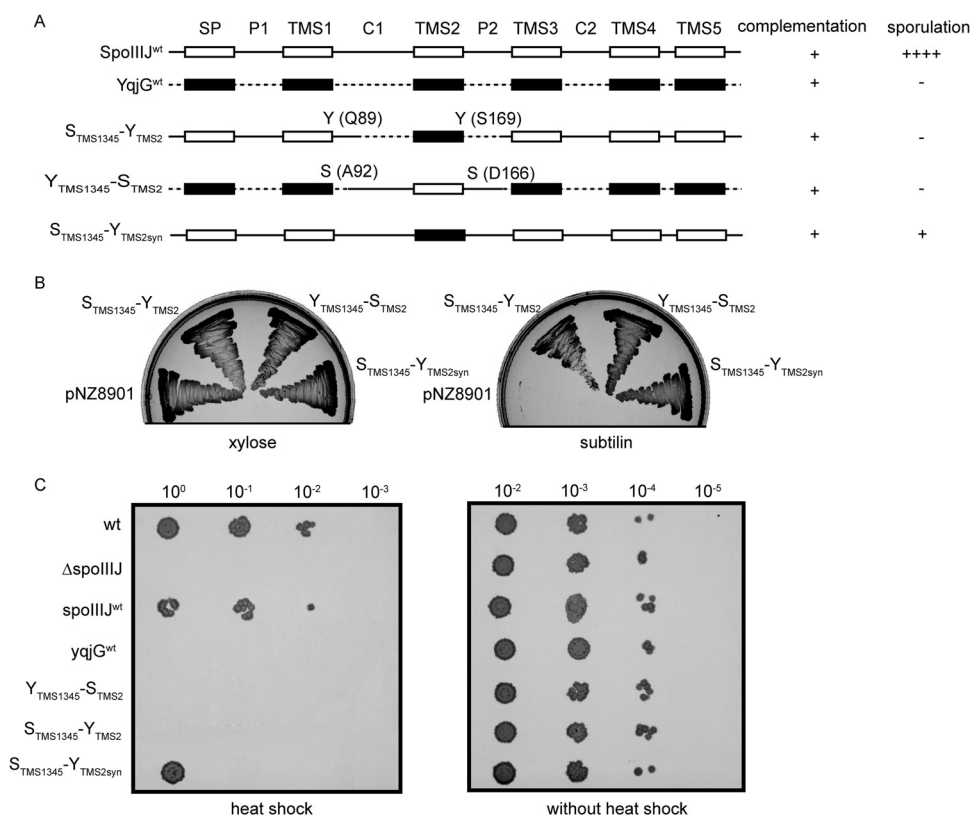 A
SP P1 TMS1 C1 TMS2 P2 TMS3 C2 TMS4 TMS5 complementation sporulation
SpoIIIJwt + ++++
YqjGwt + -
Y (Q89) Y (S169)
STMS1345-YTMS2 + -
S (A92) S (D166)
YTMS1345-STMS2 + -
STMS1345-YTMS2syn + +
B
STMS1345-YTMS2 YTMS1345-STMS2 STMS1345-YTMS2 YTMS1345-STMS2
STMS1345-YTMS2syn STMS1345-YTMS2syn
pNZ8901 pNZ8901
xylose subtilin
C
10⁰ 10⁻¹ 10⁻² 10⁻³ 10⁻² 10⁻³ 10⁻⁴ 10⁻⁵
wt
ΔspoIIIJ
spoIIIJwt
yqjGwt
YTMS1345-STMS2
STMS1345-YTMS2
STMS1345-YTMS2syn
heat shock without heat shock